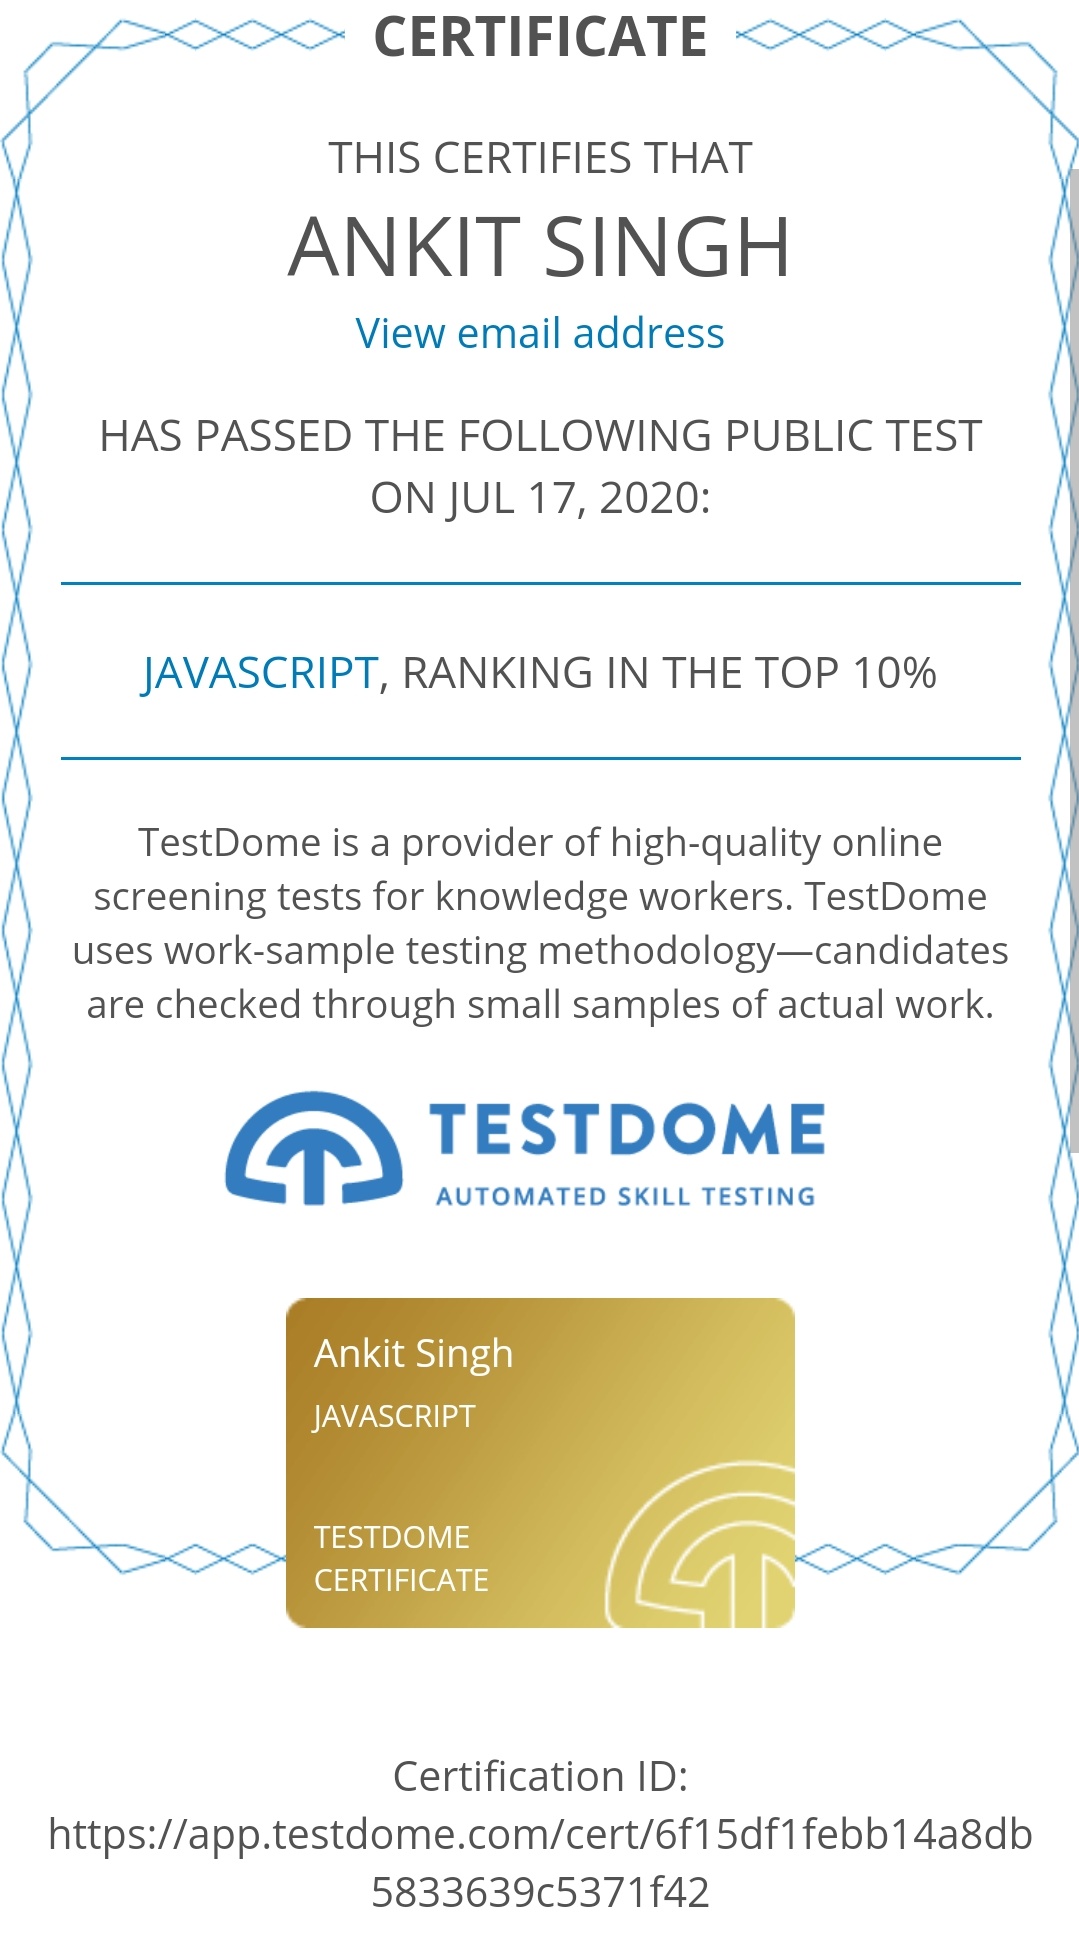 CERTIFICATE
THIS CERTIFIES THAT
ANKIT SINGH
View email address
HAS PASSED THE FOLLOWING PUBLIC TEST
ON JUL 17, 2020:
JAVASCRIPT, RANKING IN THE TOP 10%
TestDome is a provider of high-quality online
screening tests for knowledge workers. TestDome
uses work-sample testing methodology—candidates
are checked through small samples of actual work.
TESTDOME
AUTOMATED SKILL TESTING
Ankit Singh
JAVASCRIPT
TESTDOME
CERTIFICATE
Certification ID:
https://app.testdome.com/cert/6f15df1febb14a8db
5833639c5371f42